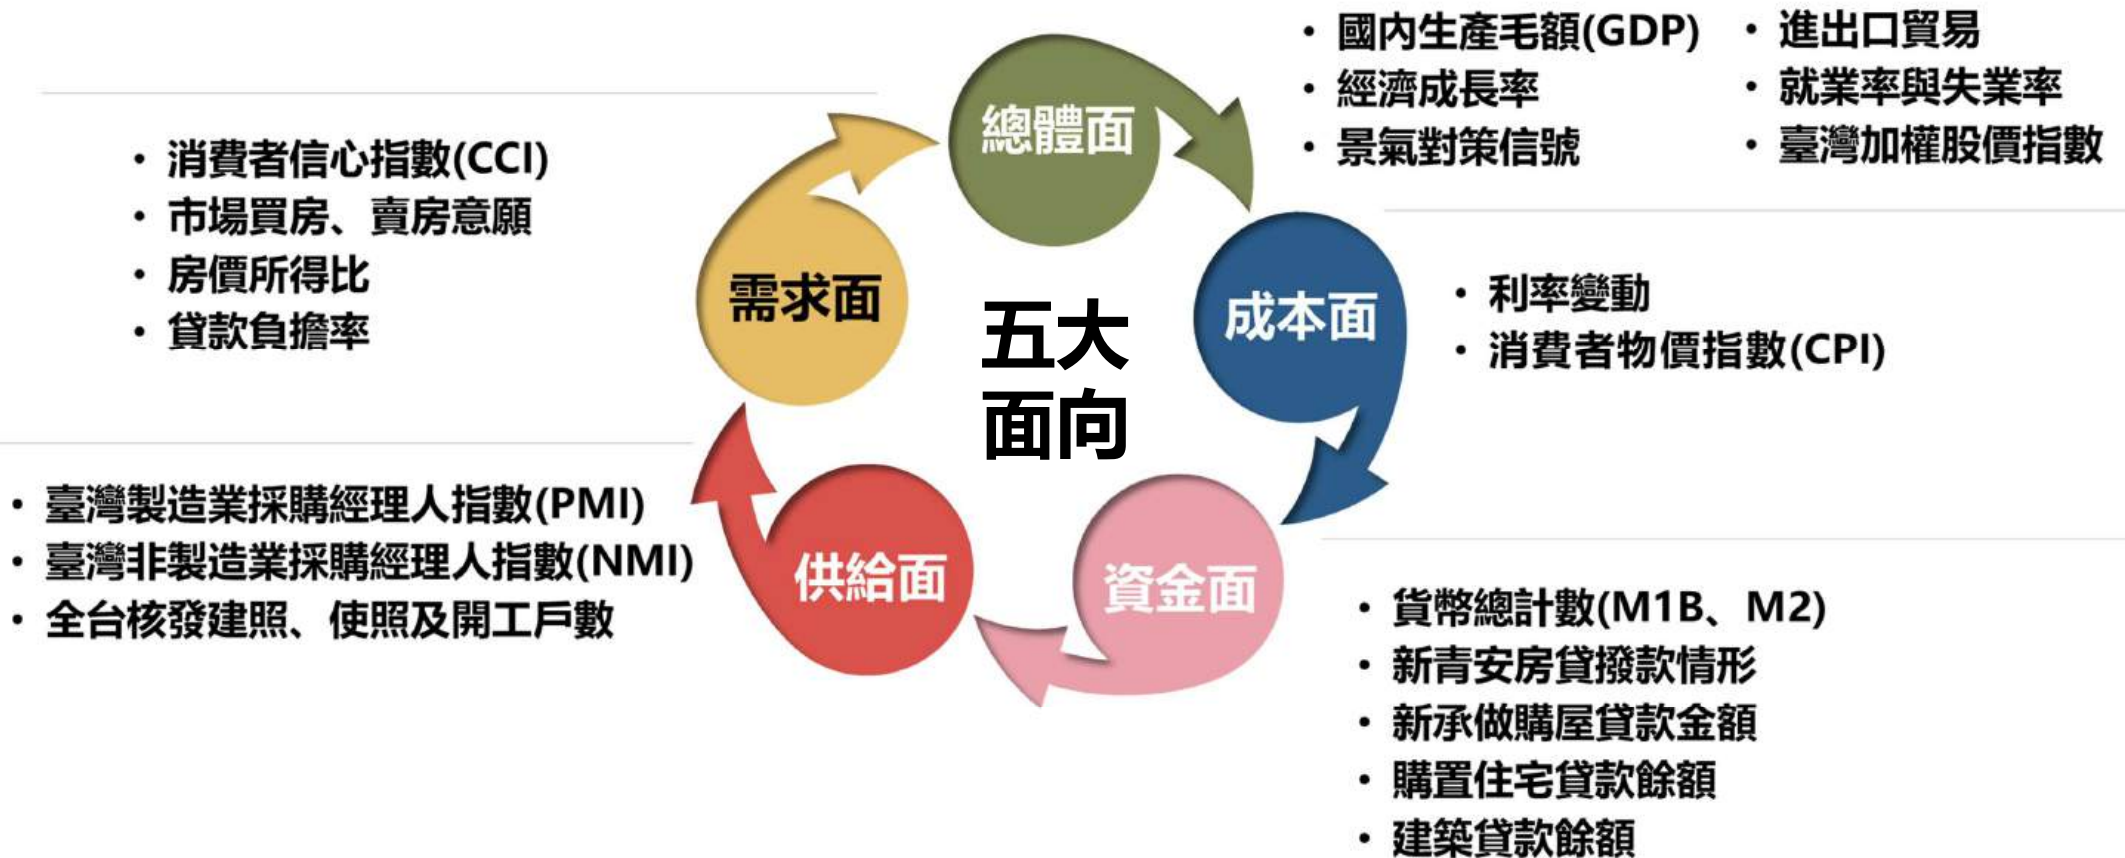 總體面
• 國內生產毛額(GDP)
• 經濟成長率
• 景氣對策信號
• 進出口貿易
• 就業率與失業率
• 臺灣加權股價指數
成本面
• 利率變動
• 消費者物價指數(CPI)
資金面
• 貨幣總計數(M1B、M2)
• 新青安房貸撥款情形
• 新承做購屋貸款金額
• 購置住宅貸款餘額
• 建築貸款餘額
供給面
• 臺灣製造業採購經理人指數(PMI)
• 臺灣非製造業採購經理人指數(NMI)
• 全台核發建照、使照及開工戶數
需求面
• 消費者信心指數(CCI)
• 市場買房、賣房意願
• 房價所得比
• 貸款負擔率
五大
面向